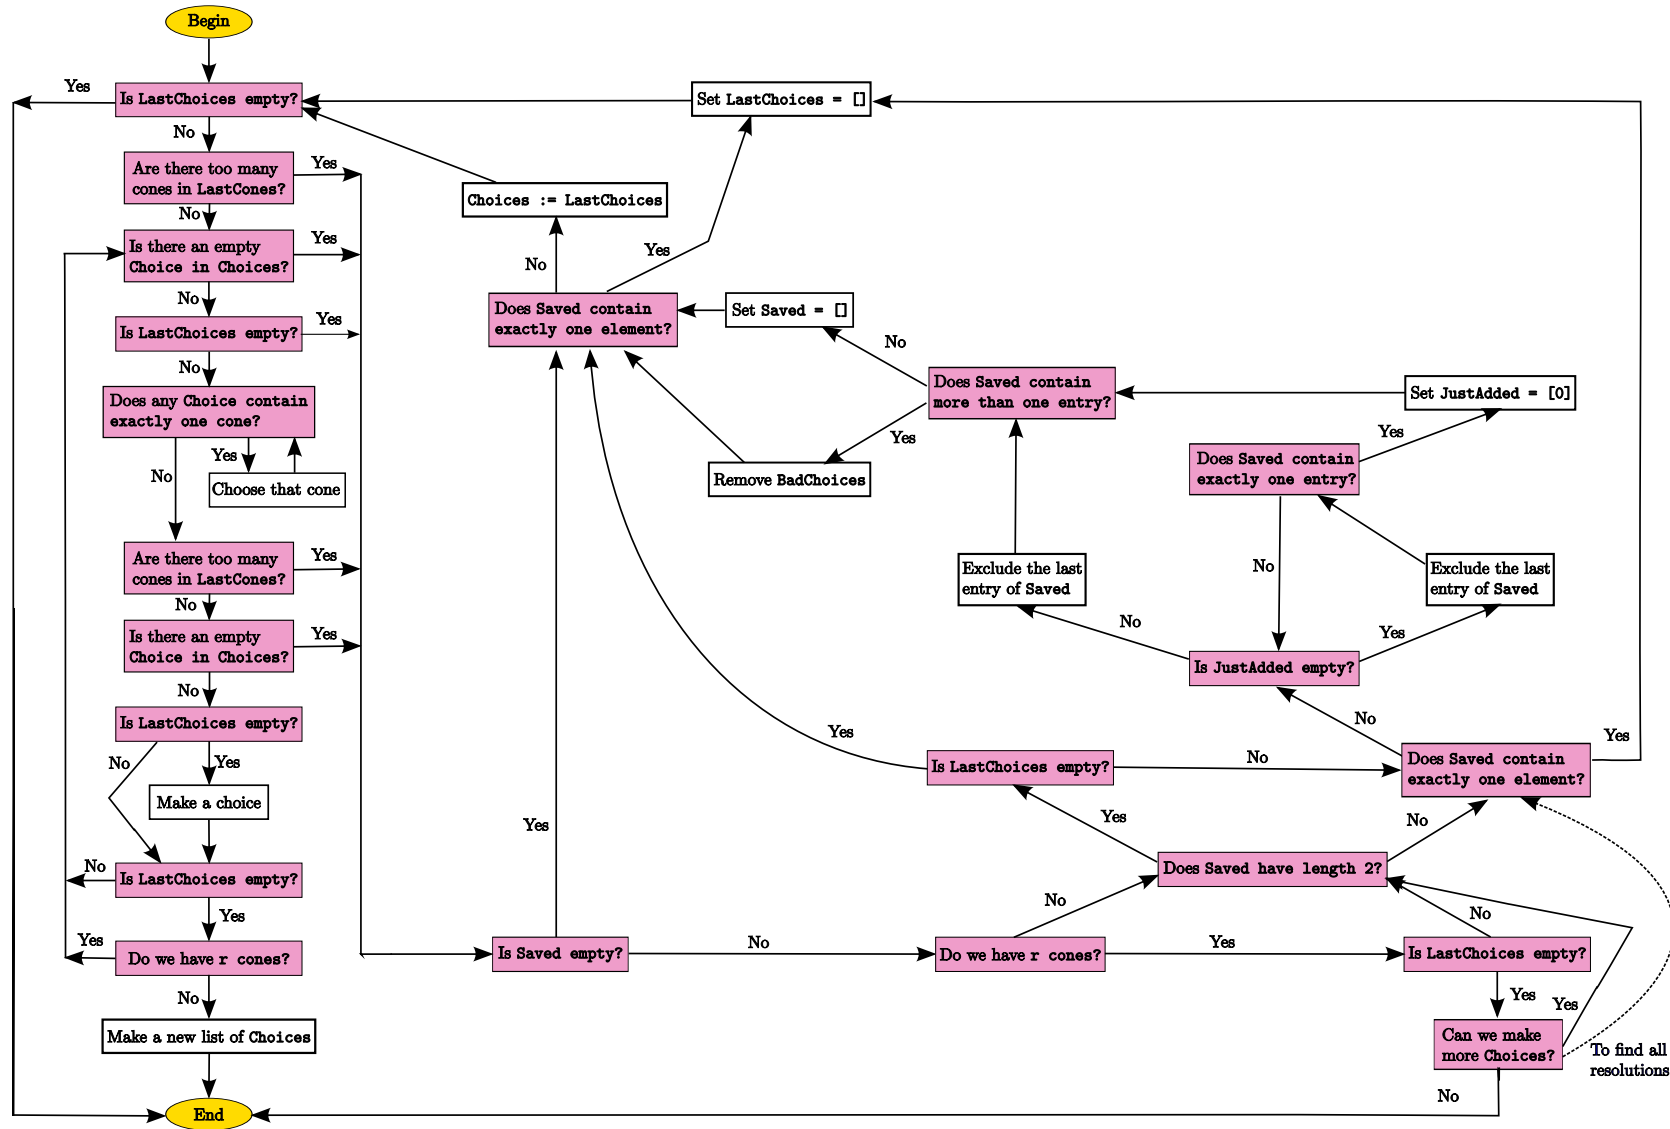 Begin
Yes
Is LastChoices empty?
Set LastChoices = []
No
Are there too many
cones in LastCones?
Yes
Choices := LastChoices
No
Is there an empty
Choice in Choices?
Yes
No
Yes
No
Is LastChoices empty?
Yes
Does Saved contain
exactly one element?
Set Saved = []
No
No
Does any Choice contain
exactly one cone?
Does Saved contain
more than one entry?
Set JustAdded = [0]
Yes
No
Choose that cone
Yes
Remove BadChoices
Yes
Does Saved contain
exactly one entry?
Are there too many
cones in LastCones?
Yes
Exclude the last
entry of Saved
No
Exclude the last
entry of Saved
No
Is there an empty
Choice in Choices?
Yes
No
Yes
Is JustAdded empty?
No
Is LastChoices empty?
No
Yes
No
Yes
Make a choice
Yes
Is LastChoices empty?
No
Does Saved contain
exactly one element?
Yes
Yes
Yes
No
No
Is LastChoices empty?
Does Saved have length 2?
Yes
No
No
Yes
Do we have r cones?
Is Saved empty?
No
Do we have r cones?
Yes
Is LastChoices empty?
No
Yes
Yes
Make a new list of Choices
Can we make
more Choices?
To find all
resolutions
No
End